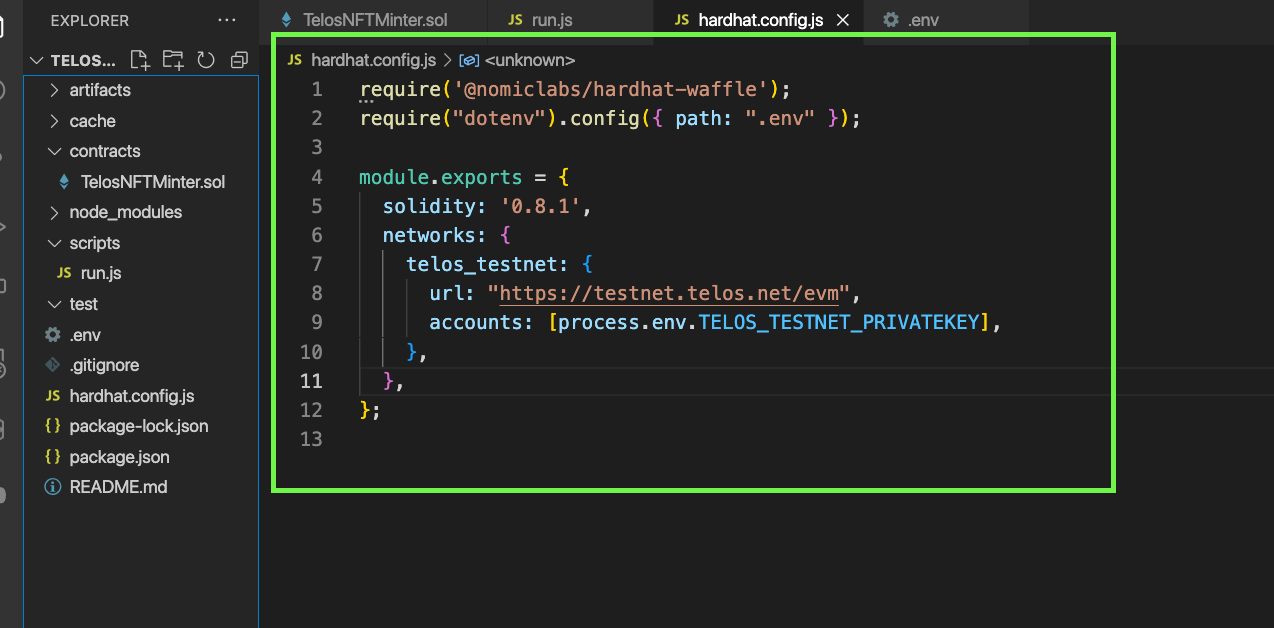 EXPLORER ...
TELOS...
artifacts
cache
contracts
TelosNFTMinter.sol
node_modules
scripts
JS run.js
test
.env
.gitignore
JS hardhat.config.js
{} package-lock.json
{} package.json
README.md
TelosNFTMinter.sol JS run.js JS hardhat.config.js .env
JS hardhat.config.js > <unknown>
1 require('@nomiclabs/hardhat-waffle');
2 require("dotenv").config({ path: ".env" });
3
4 module.exports = {
5 solidity: '0.8.1',
6 networks: {
7 telos_testnet: {
8 url: "https://testnet.telos.net/evm",
9 accounts: [process.env.TELOS_TESTNET_PRIVATEKEY],
10 },
11 },
12 };
13